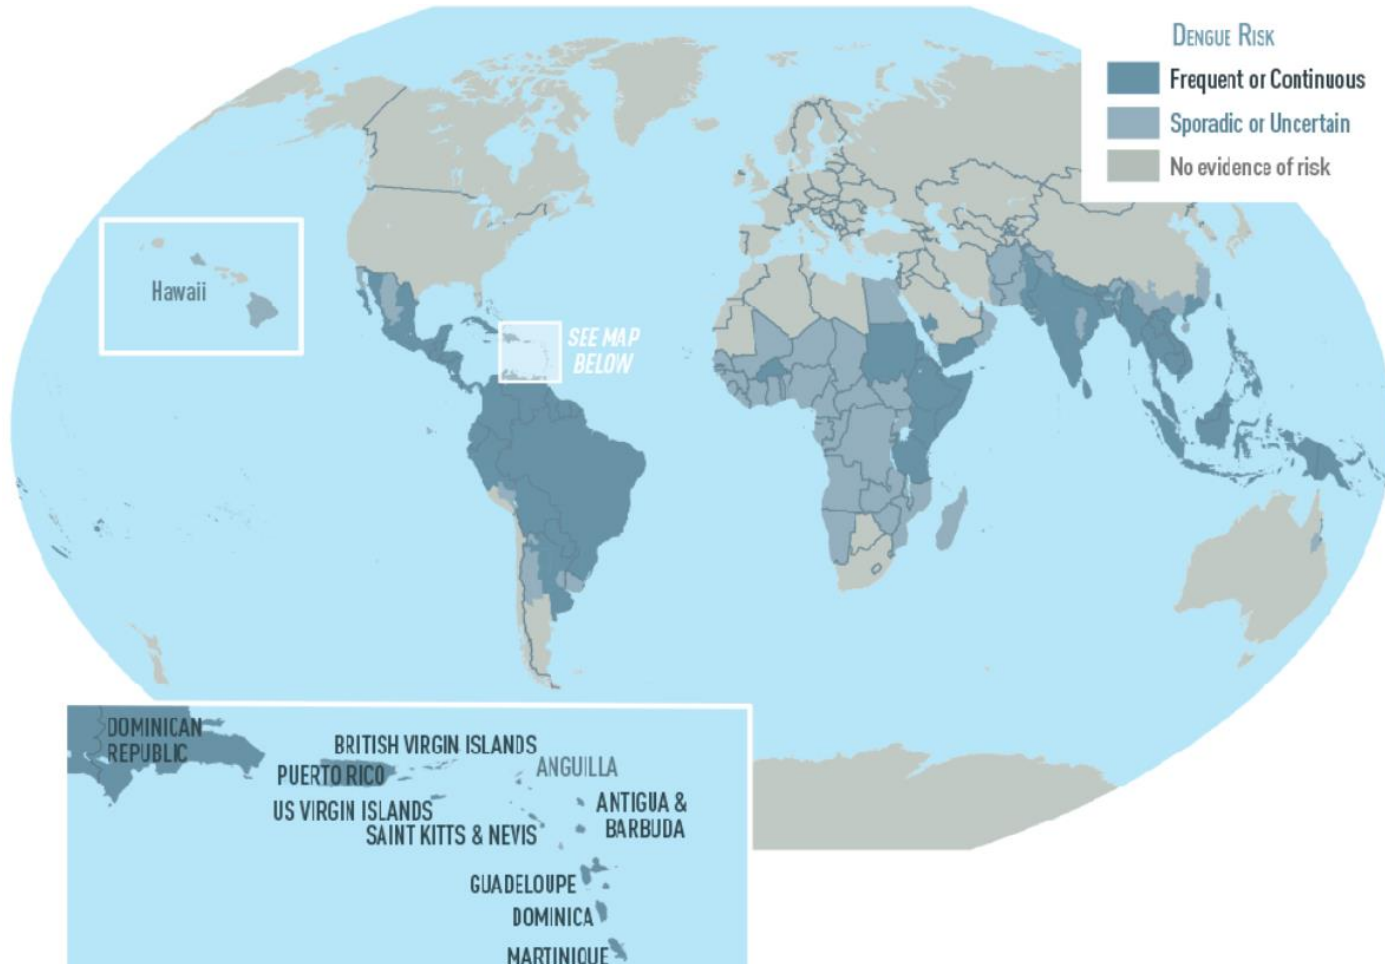 DENGUE RISK
Frequent or Continuous
Sporadic or Uncertain
No evidence of risk
Hawaii
SEE MAP
BELOW
DOMINICAN
REPUBLIC
BRITISH VIRGIN ISLANDS
PUERTO RICO
ANGUILLA
US VIRGIN ISLANDS
ANTIGUA &
BARBUDA
SAINT KITTS & NEVIS
GUADELOUPE
DOMINICA
MARTINIQUE